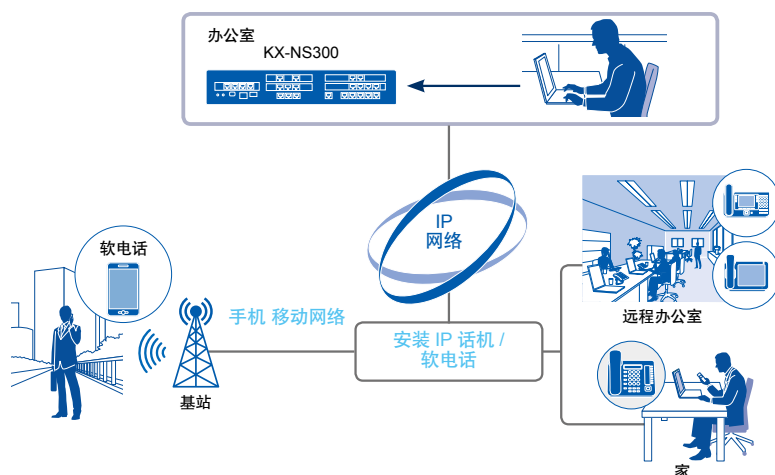 办公室
KX-NS300
IP
网络
软电话
手机 移动网络
安装 IP 话机 /
软电话
远程办公室
基站
家